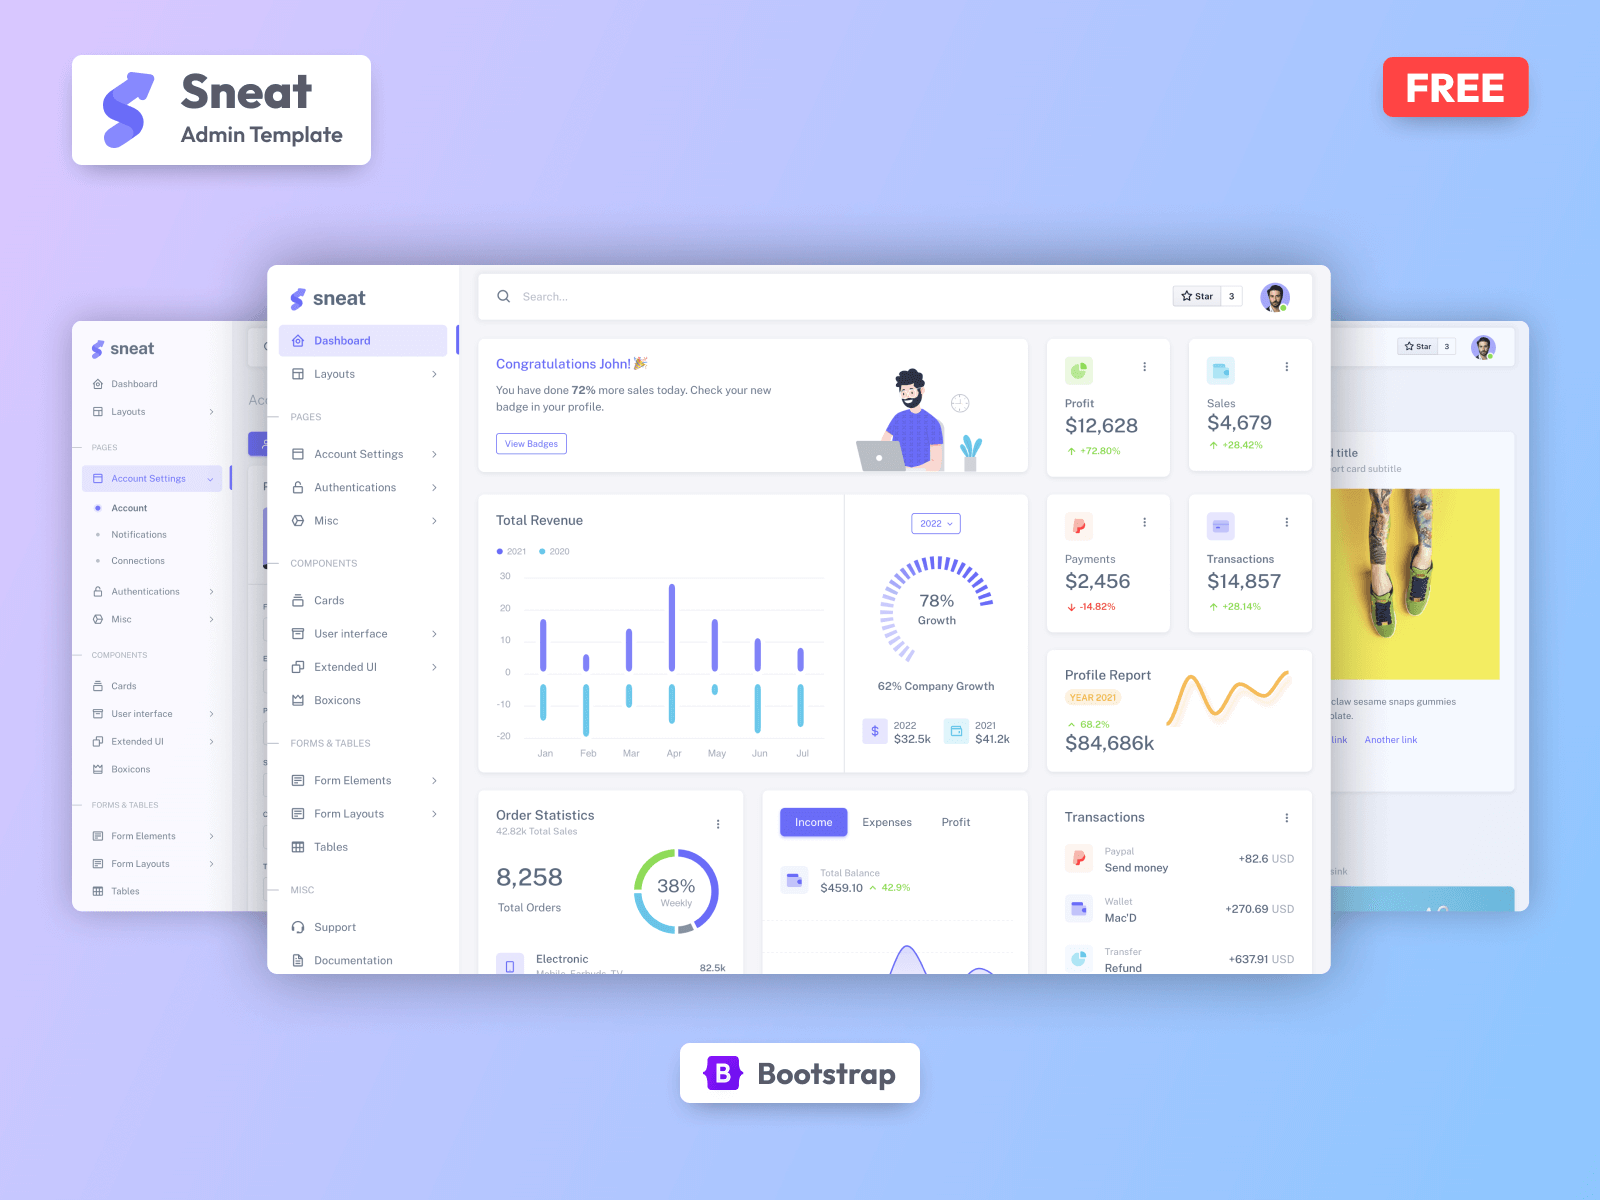 Sneat
Admin Template
FREE
sneat
Dashboard
Layouts
PAGES
Account Settings
Account
Notifications
Connections
Authentications
Misc
COMPONENTS
Cards
User interface
Extended UI
Boxicons
FORMS & TABLES
Form Elements
Form Layouts
Tables
sneat
Dashboard
Layouts
PAGES
Account Settings
Authentications
Misc
COMPONENTS
Cards
User interface
Extended UI
Boxicons
FORMS & TABLES
Form Elements
Form Layouts
Tables
MISC
Support
Documentation
Search...
Star 3
Congratulations John!
You have done 72% more sales today. Check your new
badge in your profile.
View Badges
Profit
$12,628
+72.80%
Sales
$4,679
+28.42%
Total Revenue
2021 2020
30
20
10
0
-10
-20
Jan Feb Mar Apr May Jun Jul
2022
78%
Growth
62% Company Growth
2022
$32.5k
2021
$41.2k
Payments
$2,456
-14.82%
Transactions
$14,857
+28.14%
Profile Report
YEAR 2021
68.2%
$84,686k
Order Statistics
42.82k Total Sales
8,258
Total Orders
38%
Weekly
Electronic
Mobile, Earbuds, TV
82.5k
Income Expenses Profit
Total Balance
$459.10 42.9%
Transactions
Paypal
Send money
+82.6 USD
Wallet
Mac'D
+270.69 USD
Transfer
Refund
+637.91 USD
Star 3
title
card subtitle
claw sesame snaps gummies
link Another link
Bootstrap